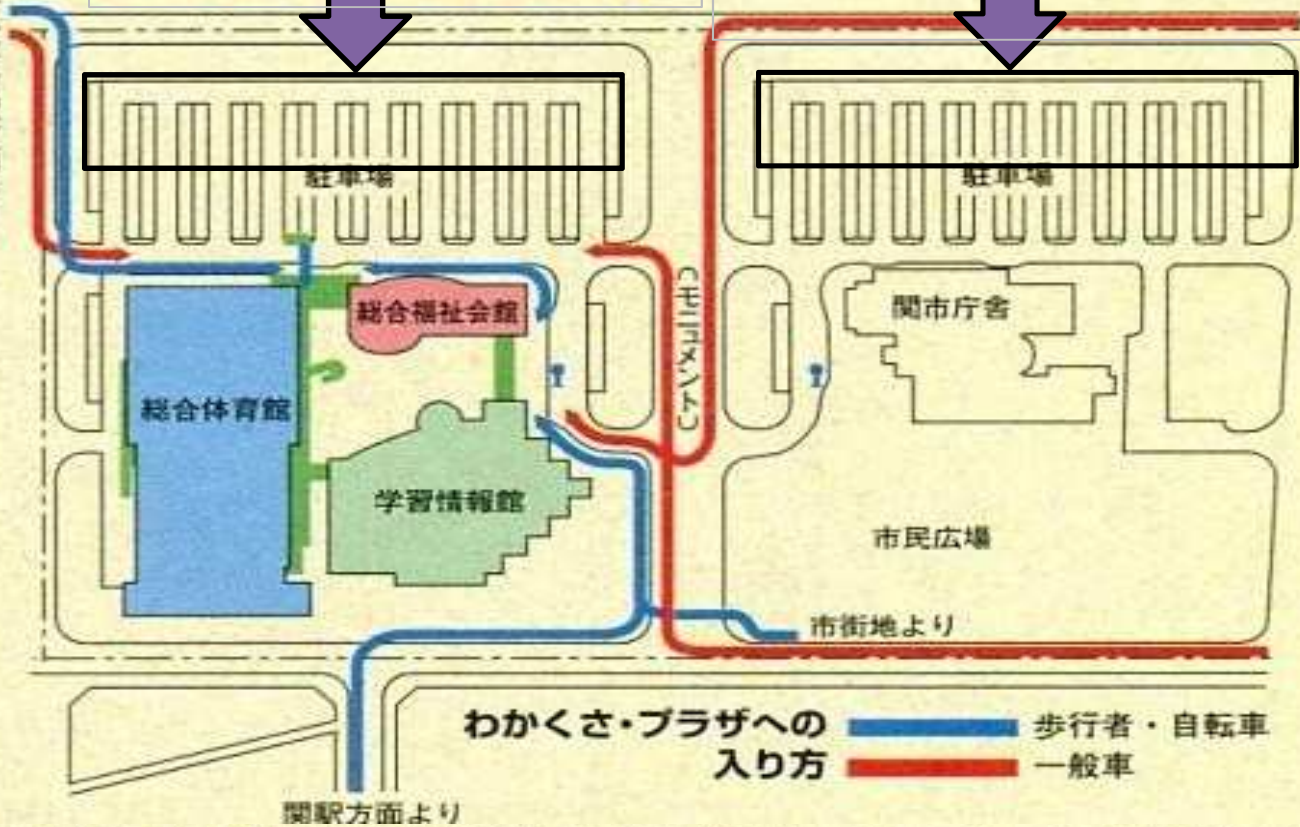 駐車場
駐車場
総合福祉会館
(モニュメント)
関市庁舎
総合体育館
学習情報館
市民広場
市街地より
わかくさ・プラザへの
入り方
歩行者・自転車
一般車
関駅方面より